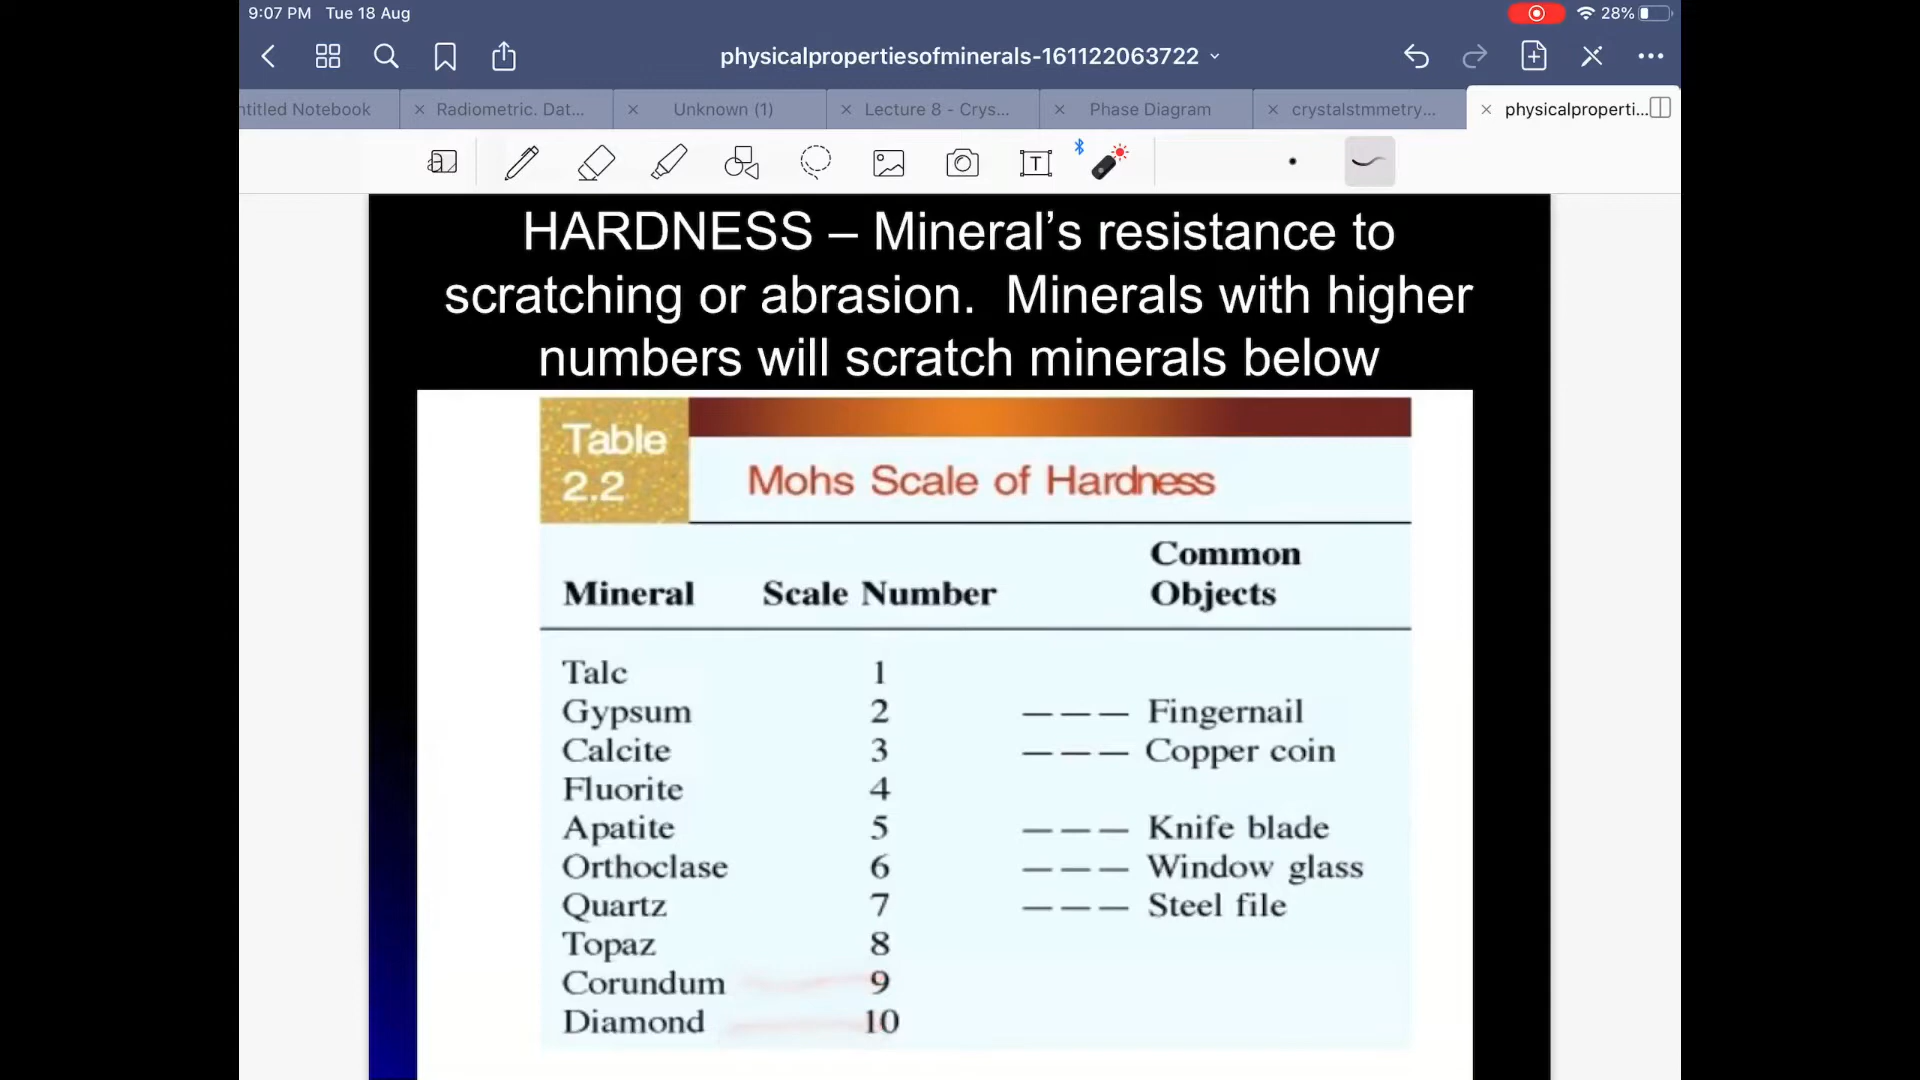 9:07 PM Tue 18 Aug
28%
physicalpropertiesofminerals-161122063722
ntitled Notebook
Radiometric. Dat...
Unknown (1)
Lecture 8 - Crys...
Phase Diagram
crystalstmmetry...
physicalproperti...
T
HARDNESS – Mineral's resistance to
scratching or abrasion. Minerals with higher
numbers will scratch minerals below
Table
2.2
Mohs Scale of Hardness
Mineral Scale Number Common Objects
Talc 1
Gypsum 2 – – – Fingernail
Calcite 3 – – – Copper coin
Fluorite 4
Apatite 5 – – – Knife blade
Orthoclase 6 – – – Window glass
Quartz 7 – – – Steel file
Topaz 8
Corundum 9
Diamond 10